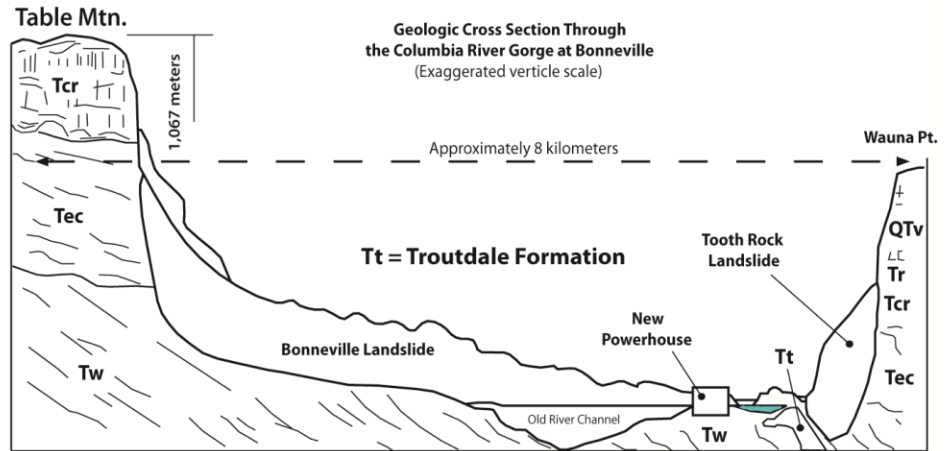 Table Mtn.
Geologic Cross Section Through
the Columbia River Gorge at Bonneville
(Exaggerated verticle scale)
1,067 meters
Tcr
Approximately 8 kilometers
Wauna Pt.
Tec
QTv
Tt = Troutdale Formation
Tooth Rock
Landslide
Tr
Tcr
New
Powerhouse
Bonneville Landslide
Tt
Tw
Tec
Old River Channel
Tw